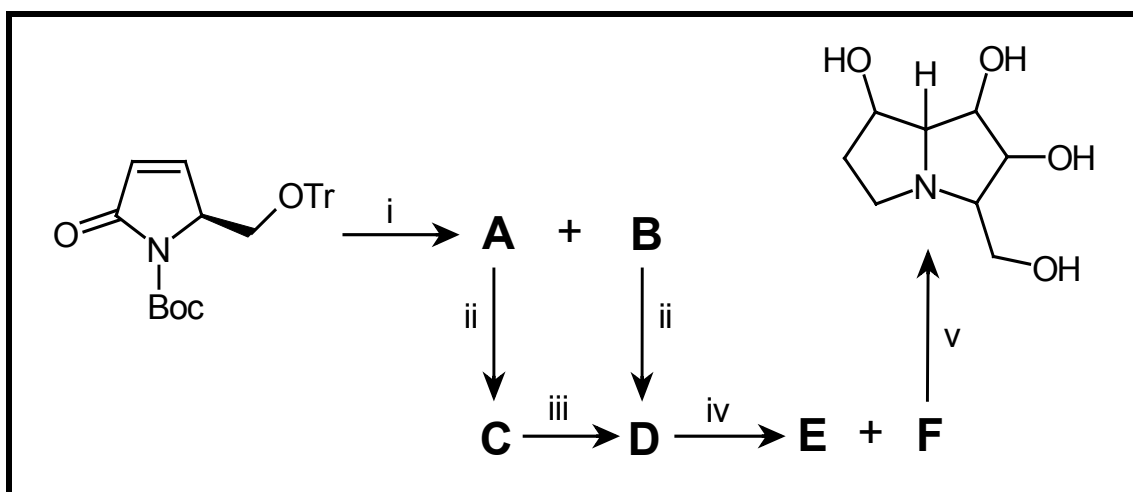 HO H OH
OH
N
OH
O N OTr
Boc
i
A + B
ii ii
v
C iii D iv E + F